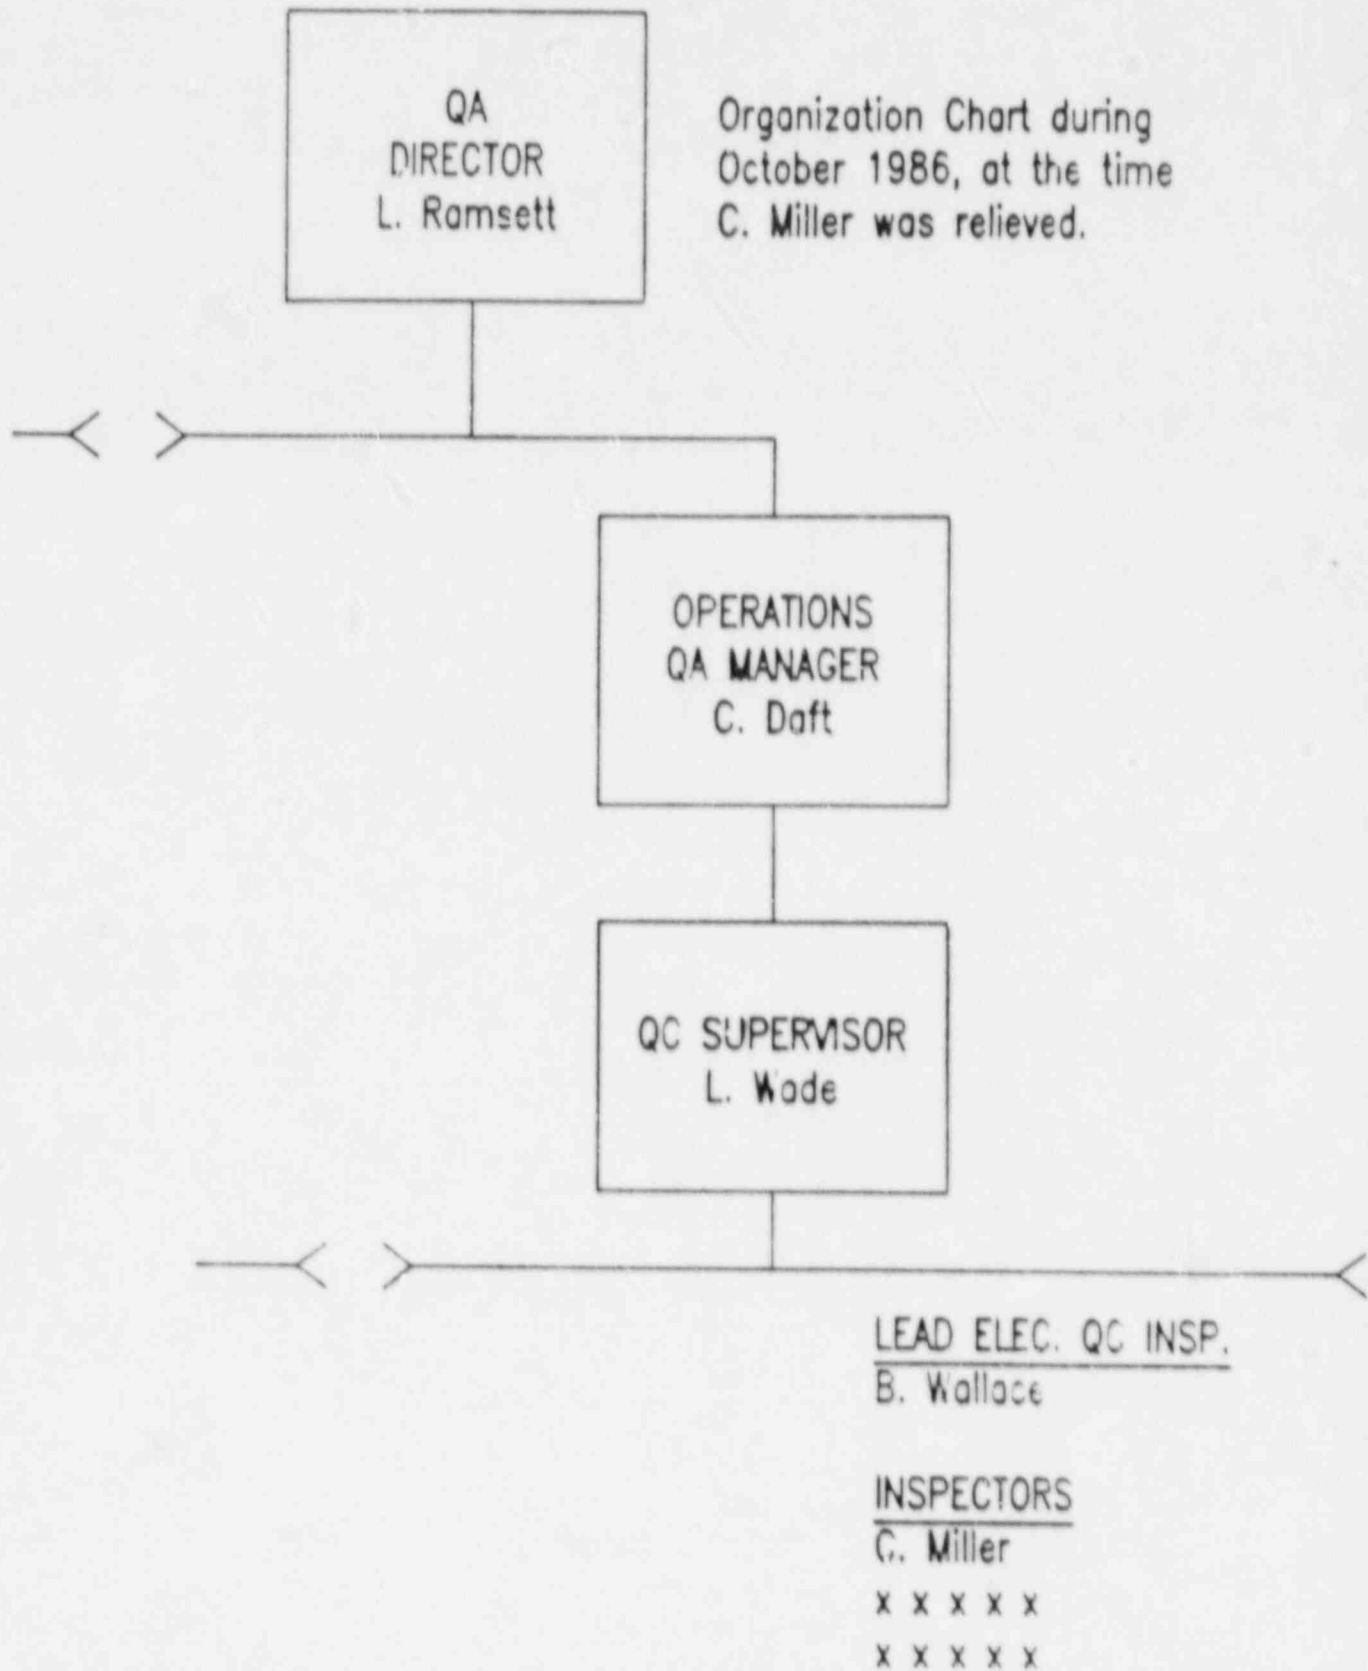 QA
DIRECTOR
L. Ramsett
Organization Chart during
October 1986, at the time
C. Miller was relieved.
OPERATIONS
QA MANAGER
C. Daft
QC SUPERVISOR
L. Wade
LEAD ELEC. QC INSP.
B. Wallace
INSPECTORS
C. Miller
X X X X X
X X X X X